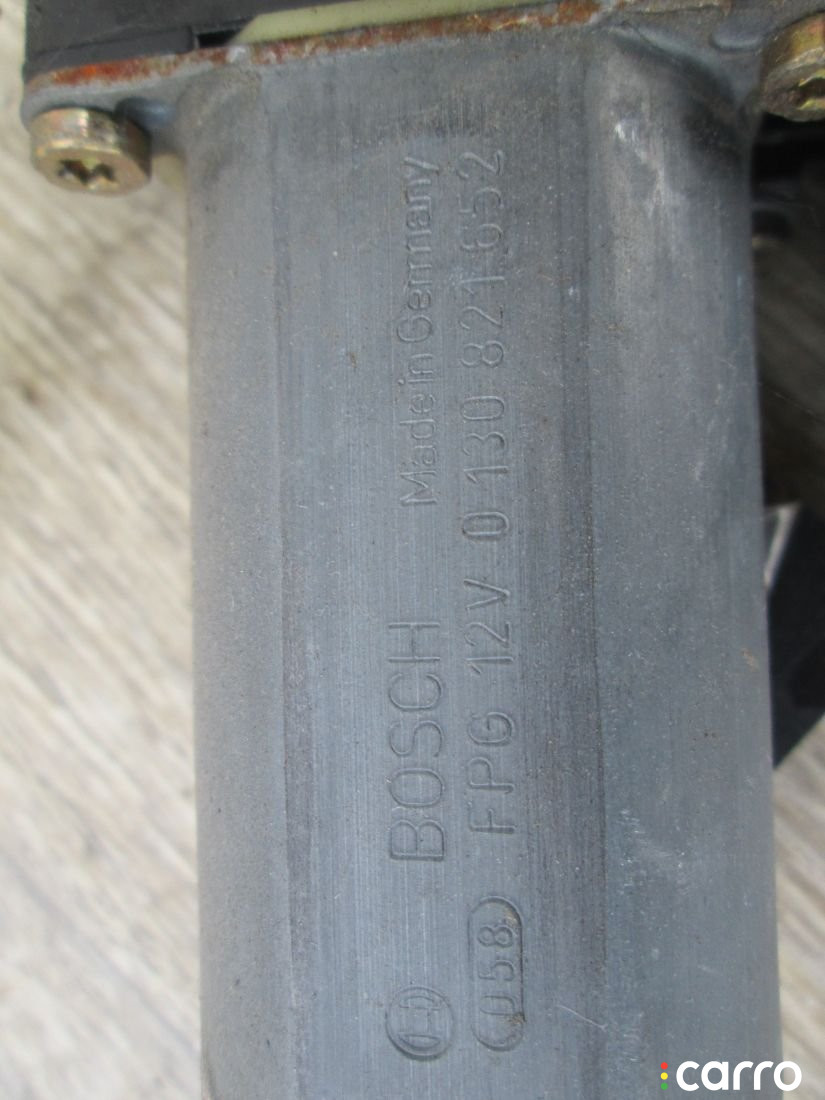 BOSCH Made in Germany
058 FPG 12V 0 130 821 652
carro